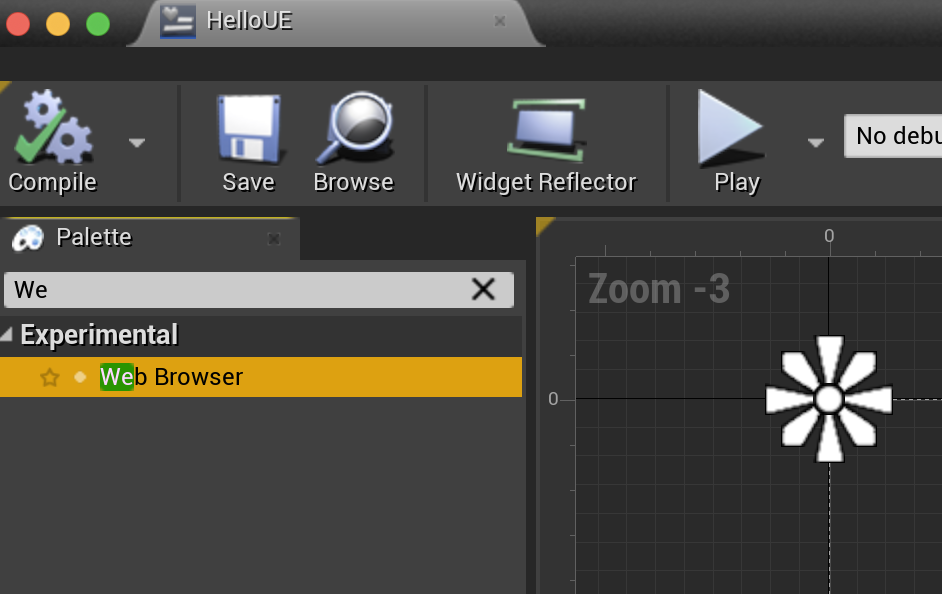 HelloUE
Compile
Save
Browse
Widget Reflector
Play
No debu
Palette
We
Experimental
Web Browser
0
Zoom -3
0